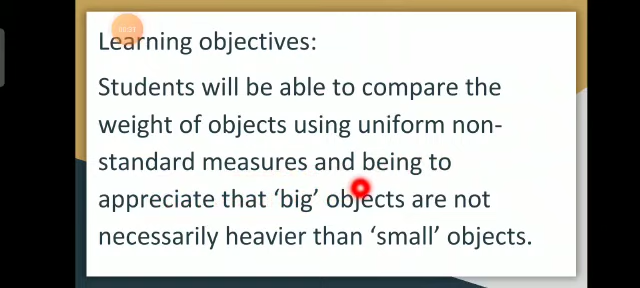 Learning objectives:
Students will be able to compare the
weight of objects using uniform non-
standard measures and being to
appreciate that ‘big’ objects are not
necessarily heavier than ‘small’ objects.